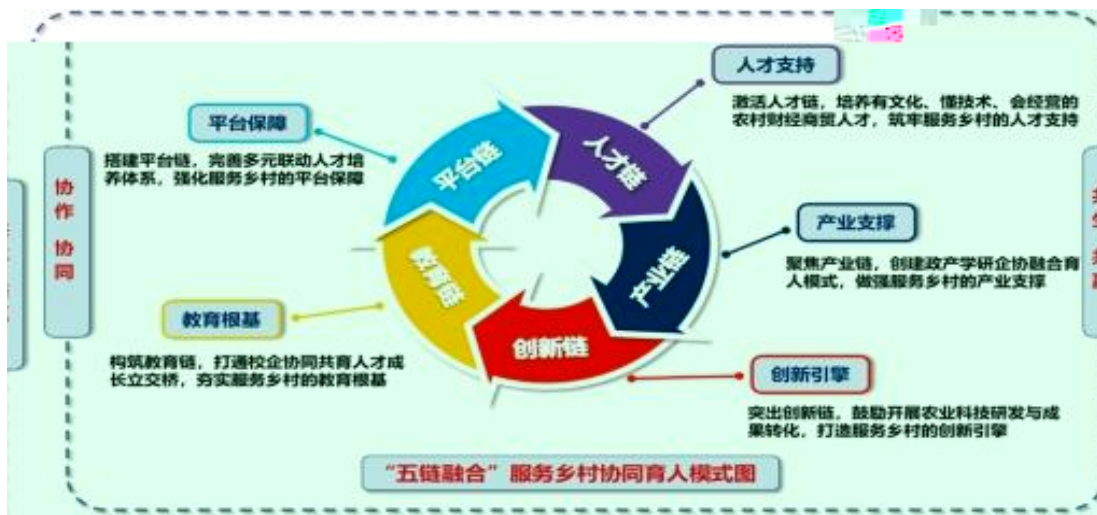 人才支持
激活人才链，培养有文化、懂技术、会经营的
农村财经商贸人才，筑牢服务乡村的人才支持
平台保障
搭建平台链，完善多元联动人才培
养体系，强化服务乡村的平台保障
协作 协同
平台链
人才链
产业支撑
聚焦产业链，创建政产学研企协融合育
人模式，做强服务乡村的产业支撑
教育链
产业链
教育根基
构筑教育链，打通校企协同共育人才成
长立交桥，夯实服务乡村的教育根基
创新链
创新引擎
突出创新链，鼓励开展农业科技研发与成
果转化，打造服务乡村的创新引擎
“五链融合”服务乡村协同育人模式图